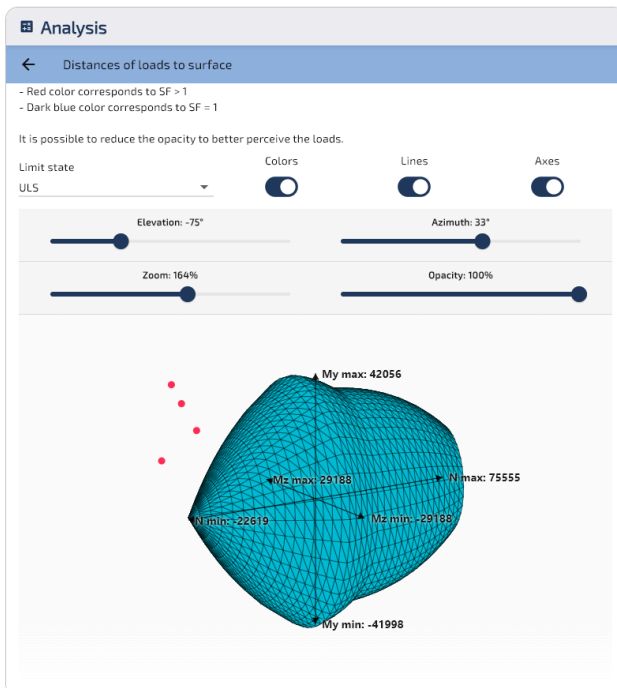 Analysis
Distances of loads to surface
- Red color corresponds to SF > 1
- Dark blue color corresponds to SF = 1
It is possible to reduce the opacity to better perceive the loads.
Limit state
ULS
Colors
Lines
Axes
Elevation: -75°
Azimuth: 33°
Zoom: 164%
Opacity: 100%
My max: 42056
Mz max: 29188
N max: 75555
N min: -22619
Mz min: -29188
My min: -41998